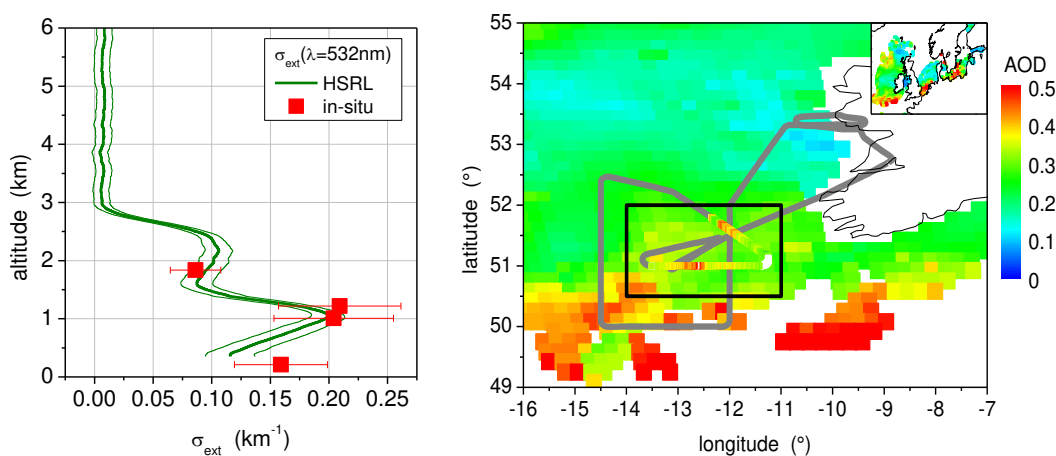 6
5
4
3
2
1
0
altitude (km)
0.00 0.05 0.10 0.15 0.20 0.25
σext (km-1)
σext(λ=532nm)
HSRL
in-situ
55
54
53
52
51
50
49
latitutde (°)
-16 -15 -14 -13 -12 -11 -10 -9 -8 -7
longitude (°)
AOD
0.5
0.4
0.3
0.2
0.1
0